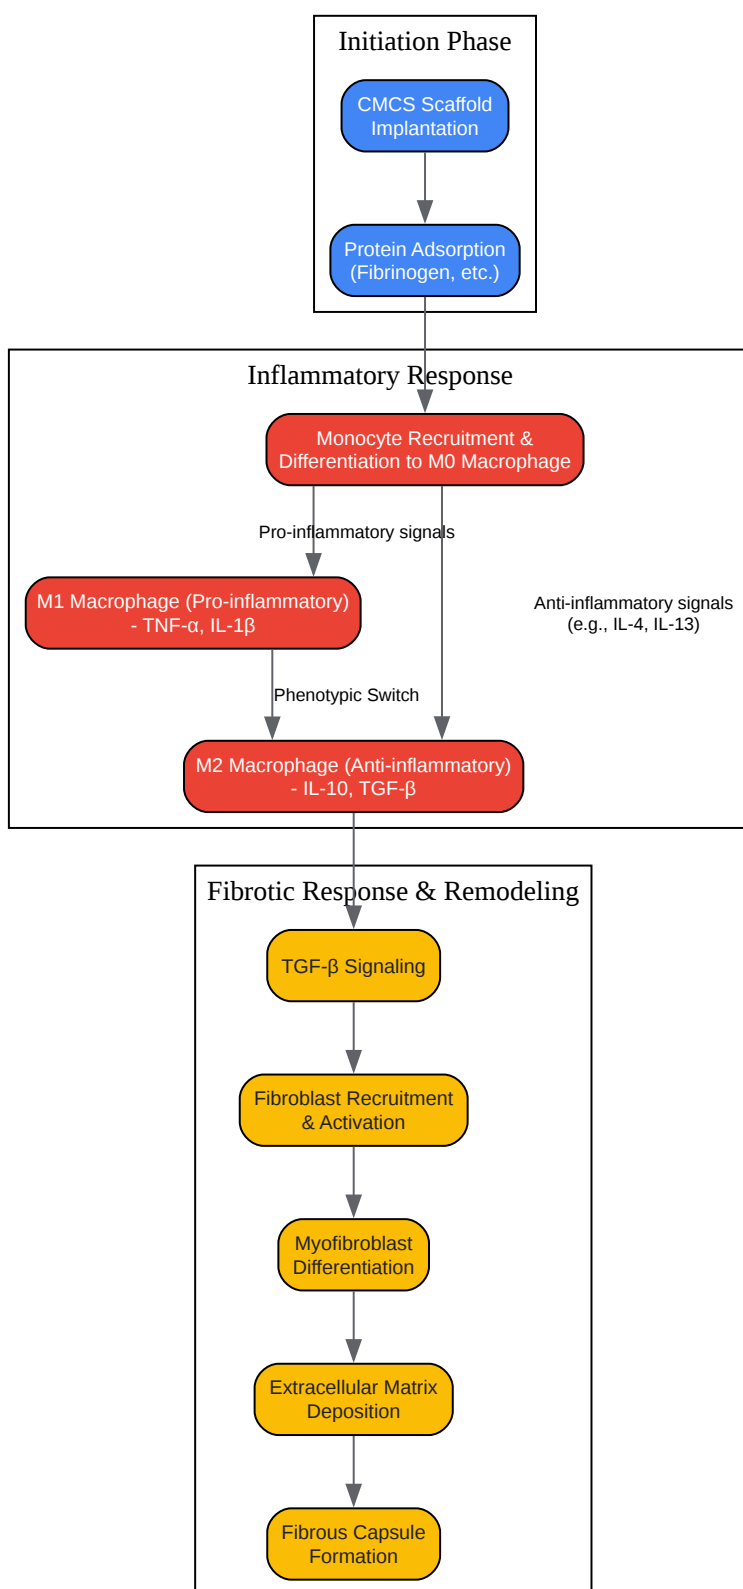 Initiation Phase
CMCS Scaffold
Implantation
Protein Adsorption
(Fibrinogen, etc.)
Inflammatory Response
Monocyte Recruitment &
Differentiation to M0 Macrophage
Pro-inflammatory signals
M1 Macrophage (Pro-inflammatory)
- TNF-α, IL-1β
Anti-inflammatory signals
(e.g., IL-4, IL-13)
Phenotypic Switch
M2 Macrophage (Anti-inflammatory)
- IL-10, TGF-β
Fibrotic Response & Remodeling
TGF-β Signaling
Fibroblast Recruitment
& Activation
Myofibroblast
Differentiation
Extracellular Matrix
Deposition
Fibrous Capsule
Formation